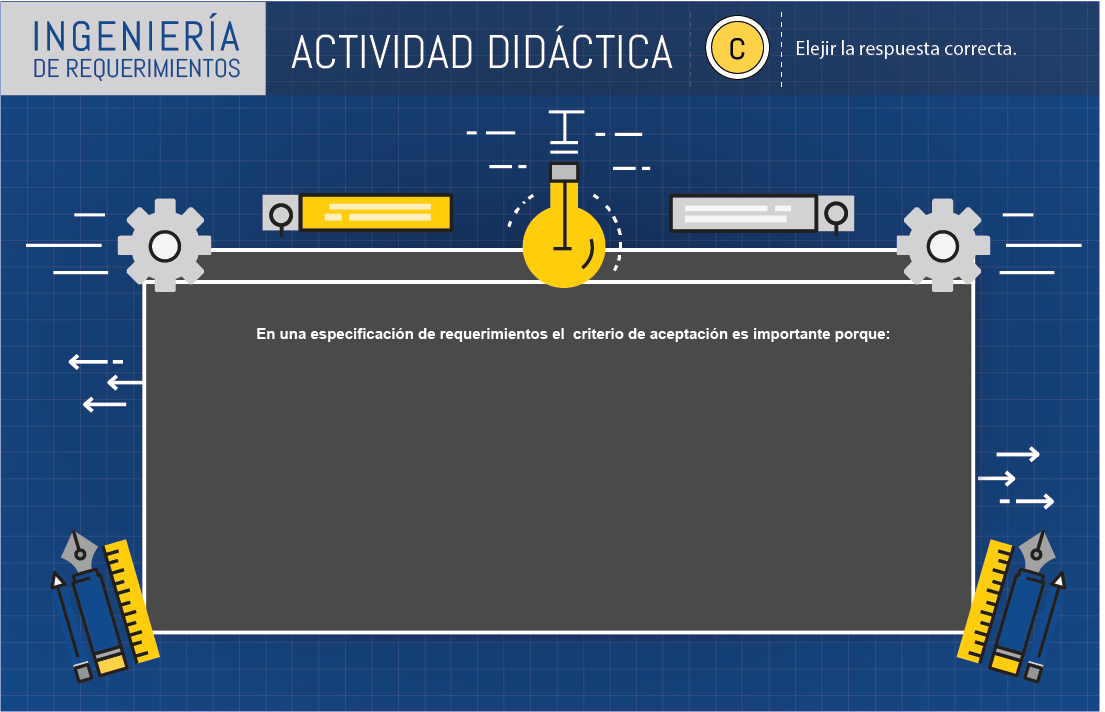 INGENIERÍA
DE REQUERIMIENTOS
ACTIVIDAD DIDÁCTICA
C
Elejir la respuesta correcta.
En una especificación de requerimientos el  criterio de aceptación es importante porque: